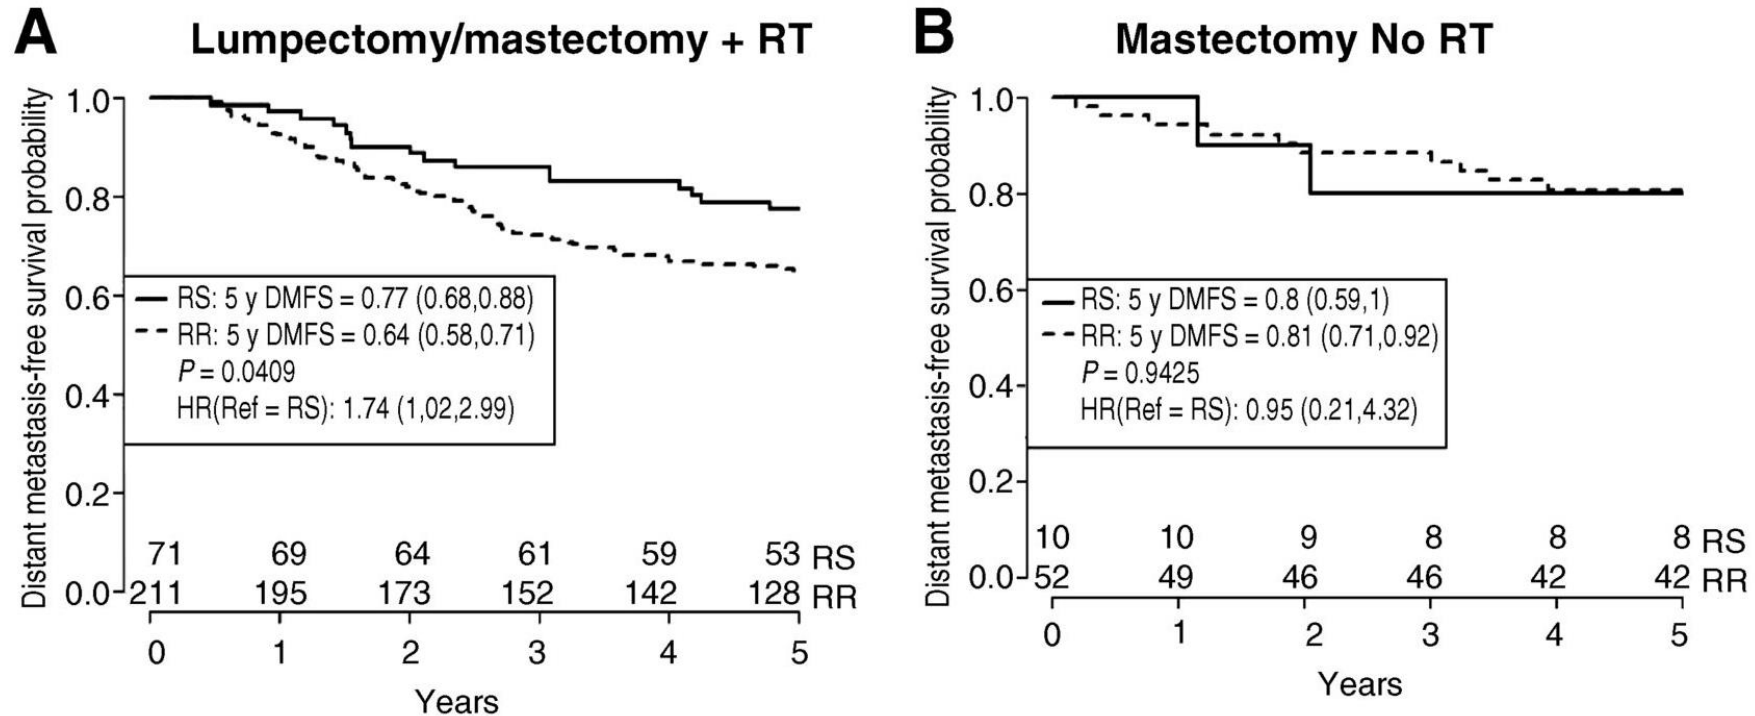 A Lumpectomy/mastectomy + RT
Distant metastasis-free survival probability
1.0
0.8
0.6
0.4
0.2
0.0
RS: 5 y DMFS = 0.77 (0.68,0.88)
RR: 5 y DMFS = 0.64 (0.58,0.71)
P = 0.0409
HR(Ref = RS): 1.74 (1,02,2.99)
71 69 64 61 59 53 RS
211 195 173 152 142 128 RR
0 1 2 3 4 5
Years
B Mastectomy No RT
Distant metastasis-free survival probability
1.0
0.8
0.6
0.4
0.2
0.0
RS: 5 y DMFS = 0.8 (0.59,1)
RR: 5 y DMFS = 0.81 (0.71,0.92)
P = 0.9425
HR(Ref = RS): 0.95 (0.21,4.32)
10 10 9 8 8 8 RS
52 49 46 46 42 42 RR
0 1 2 3 4 5
Years